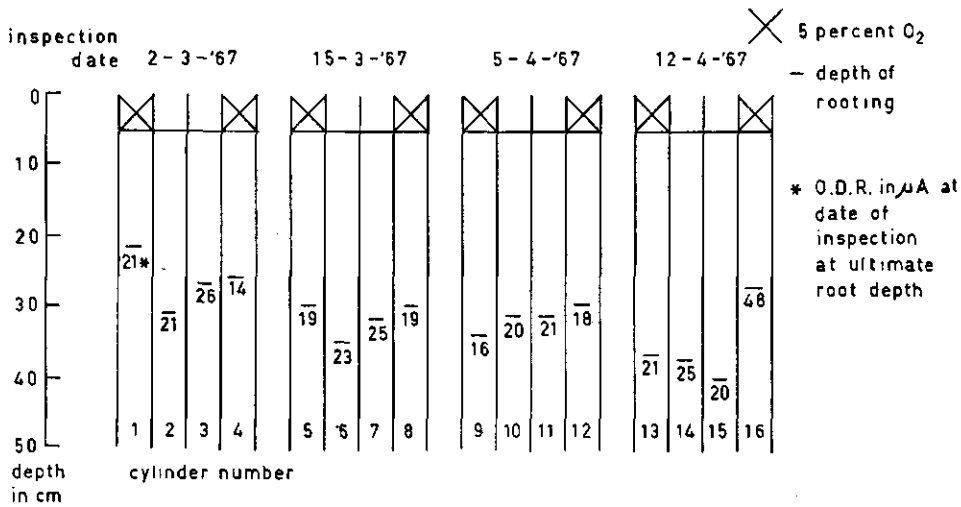 inspection
date
2-3-'67
15-3-'67
5-4-'67
12-4-'67
5 percent O₂
– depth of
rooting
* O.D.R. in µA at
date of
inspection
at ultimate
root depth
0
10
20
30
40
50
depth
in cm
21*
21
26
14
19
23
25
19
16
20
21
18
21
25
20
48
1 2 3 4 5 6 7 8 9 10 11 12 13 14 15 16
cylinder number